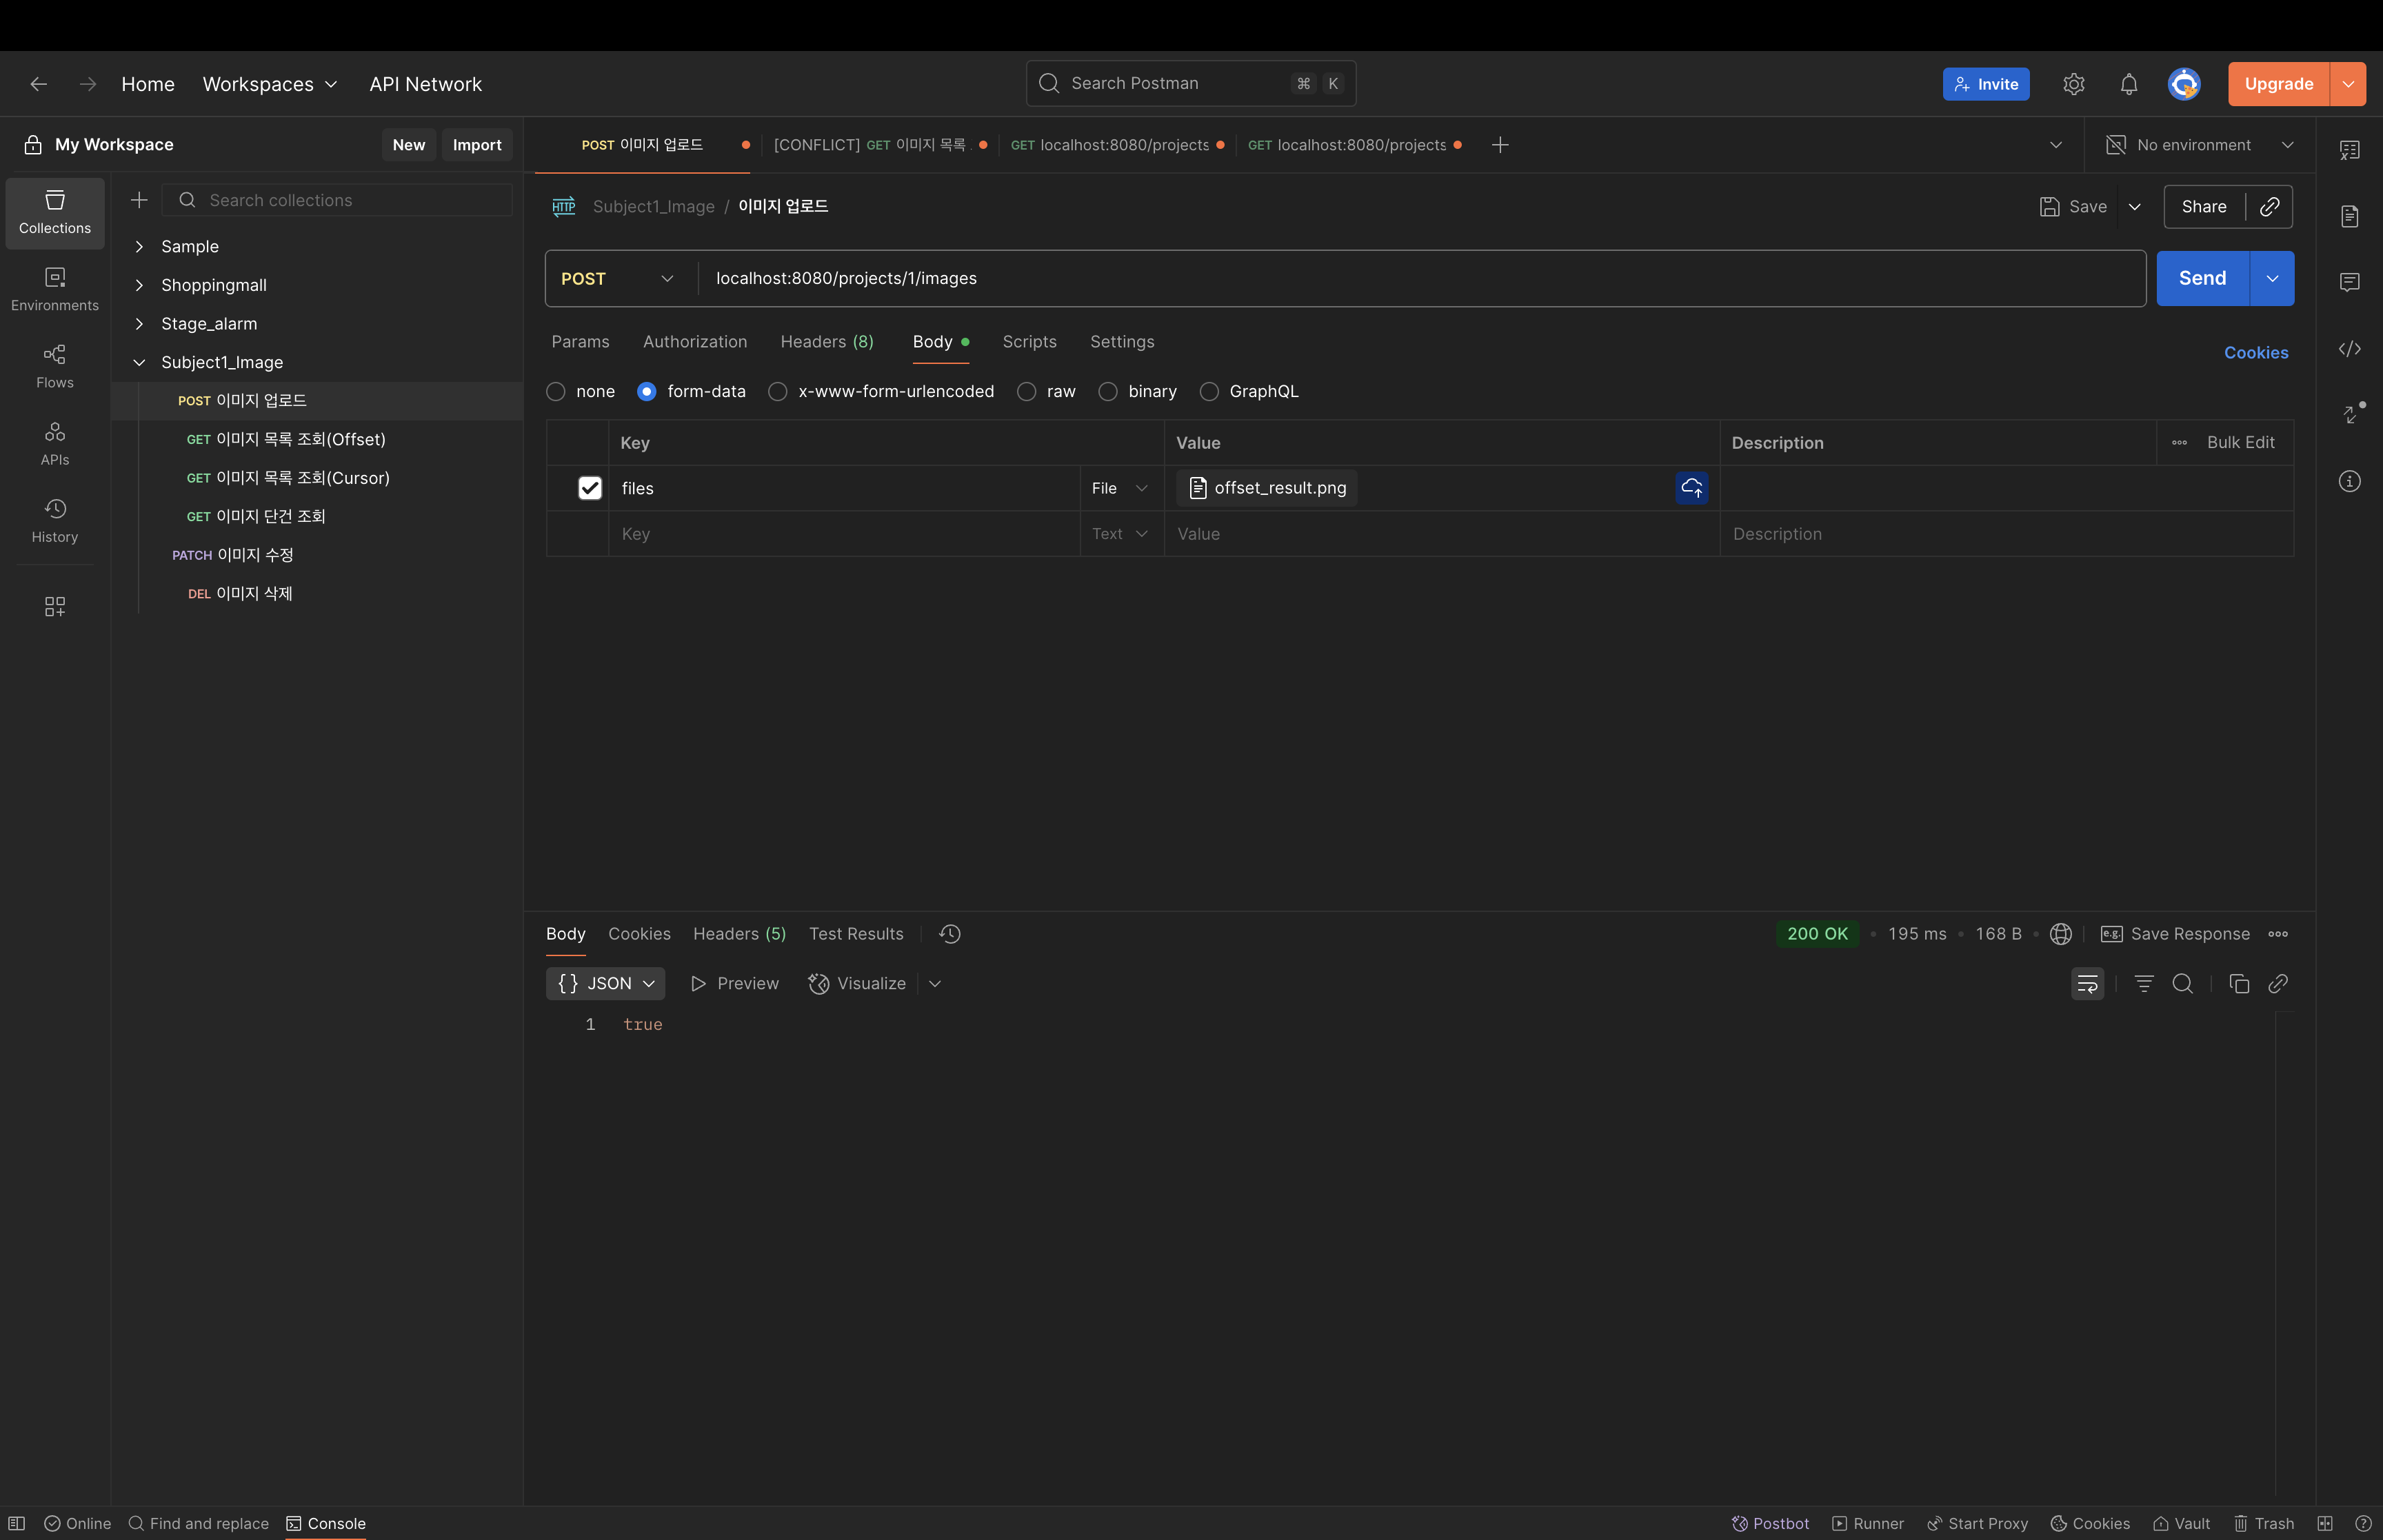 Home Workspaces API Network Search Postman ⌘ K Invite Upgrade
My Workspace New Import
POST 이미지 업로드 [CONFLICT] GET 이미지 목록 GET localhost:8080/projects GET localhost:8080/projects No environment
Collections
Environments
Flows
APIs
History
Search collections
Sample
Shoppingmall
Stage_alarm
Subject1_Image
POST 이미지 업로드
GET 이미지 목록 조회(Offset)
GET 이미지 목록 조회(Cursor)
GET 이미지 단건 조회
PATCH 이미지 수정
DEL 이미지 삭제
HTTP Subject1_Image / 이미지 업로드 Save Share
POST localhost:8080/projects/1/images Send
Params Authorization Headers (8) Body Scripts Settings Cookies
none form-data x-www-form-urlencoded raw binary GraphQL
Key Value Description Bulk Edit
files File offset_result.png
Key Text Value Description
Body Cookies Headers (5) Test Results 200 OK 195 ms 168 B e.g. Save Response
{} JSON Preview Visualize
1 true
Online Find and replace Console Postbot Runner Start Proxy Cookies Vault Trash